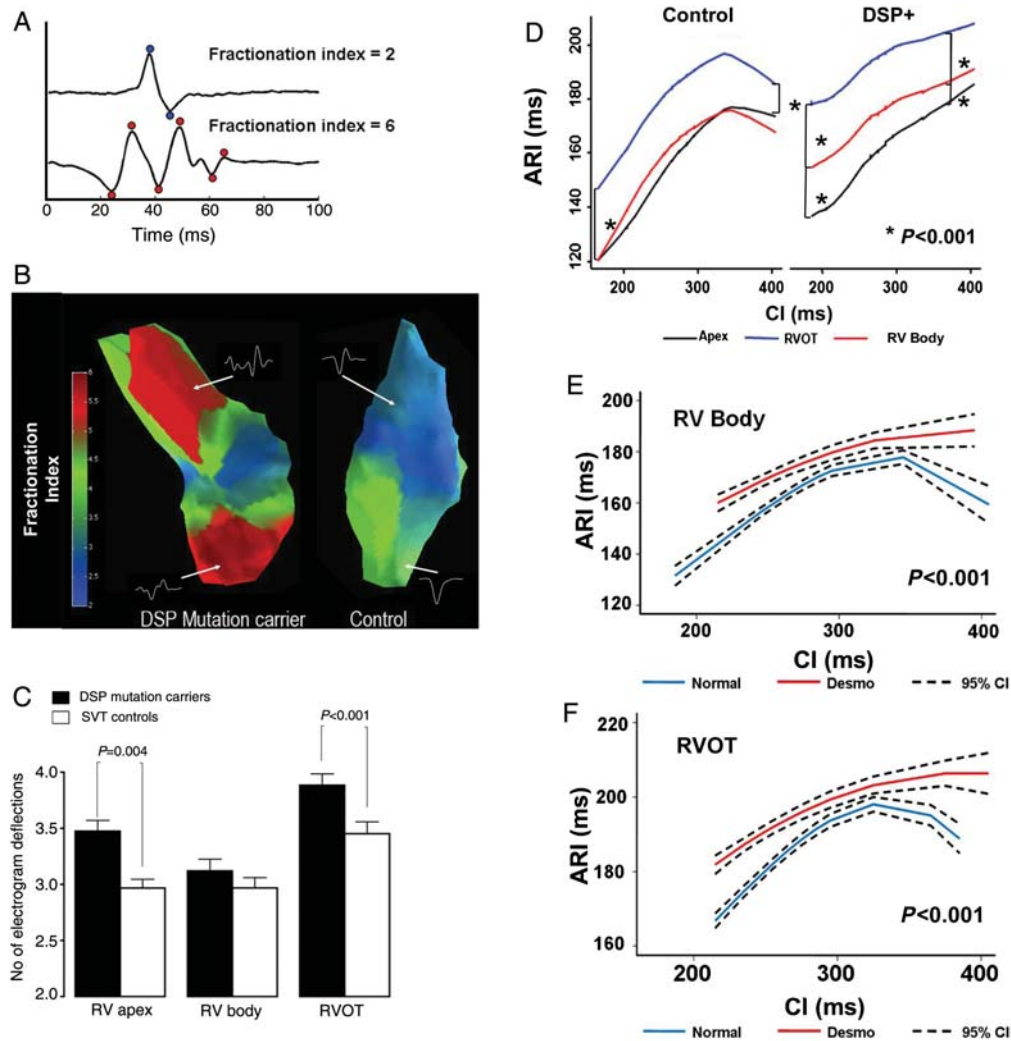 A
Fractionation index = 2
Fractionation index = 6
0 20 40 60 80 100
Time (ms)
B
Fractionation
Index
6
5.5
5
4.5
4
3.5
3
2.5
2
DSP Mutation carrier
Control
C
DSP mutation carriers
SVT controls
P=0.004
P<0.001
No of electrogram deflections
4.0
3.5
3.0
2.5
2.0
RV apex
RV body
RVOT
D
Control
DSP+
ARI (ms)
200
180
160
140
120
*
*
*
*
*
*
* P<0.001
200 300 400
200 300 400
CI (ms)
Apex RVOT RV Body
E
RV Body
ARI (ms)
200
180
160
140
120
P<0.001
200 300 400
CI (ms)
Normal Desmo 95% CI
F
RVOT
ARI (ms)
220
200
180
160
P<0.001
200 300 400
CI (ms)
Normal Desmo 95% CI